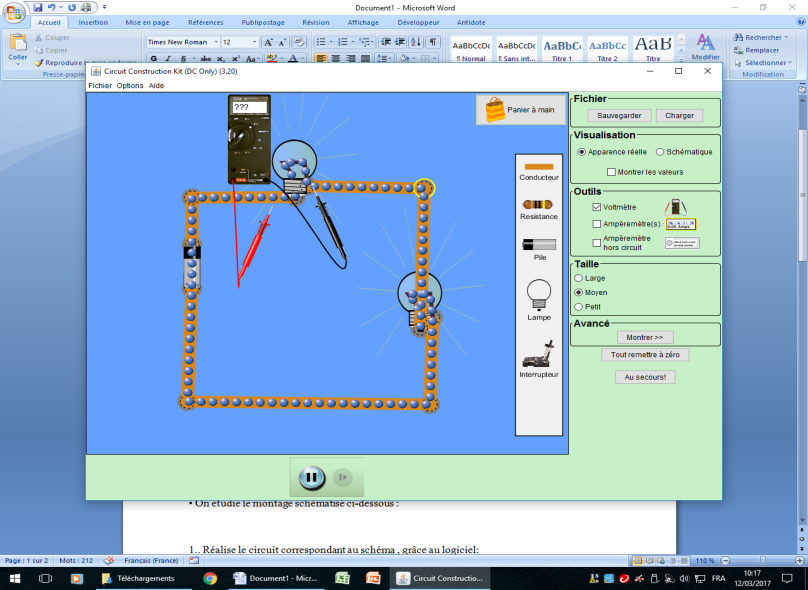 Document1 - Microsoft Word
Accueil Insertion Mise en page Références Publipostage Révision Affichage Développeur Antidote
Coller
Couper
Copier
Reproduire la mise en forme
Presse-papie
Times New Roman 12
AaBbCcDc AaBbCcDc AaBbC AaBbCc AaB
¶ Normal ¶ Sans int... Titre 1 Titre 2 Titre
Modifier
Rechercher
Remplacer
Sélectionner
Modification
Circuit Construction Kit (DC Only) (3.20)
Fichier Options Aide
???
Panier à main
Conducteur
Resistance
Pile
Lampe
Interrupteur
Fichier
Sauvegarder Charger
Visualisation
Apparence réelle Schématique
Montrer les valeurs
Outils
Voltmètre
Ampèremètre(s)
0.00 Amps
Ampèremètre
hors circuit
Taille
Large
Moyen
Petit
Avancé
Montrer >>
Tout remettre à zéro
Au secours!
• On étudie le montage schématisé ci-dessous :
1.. Réalise le circuit correspondant au schéma , grâce au logiciel:
Page : 1 sur 2 Mots : 212 Français (France) 110 %
Téléchargements Document1 - Micr... Circuit Constructio... FRA 10:17
12/03/2017